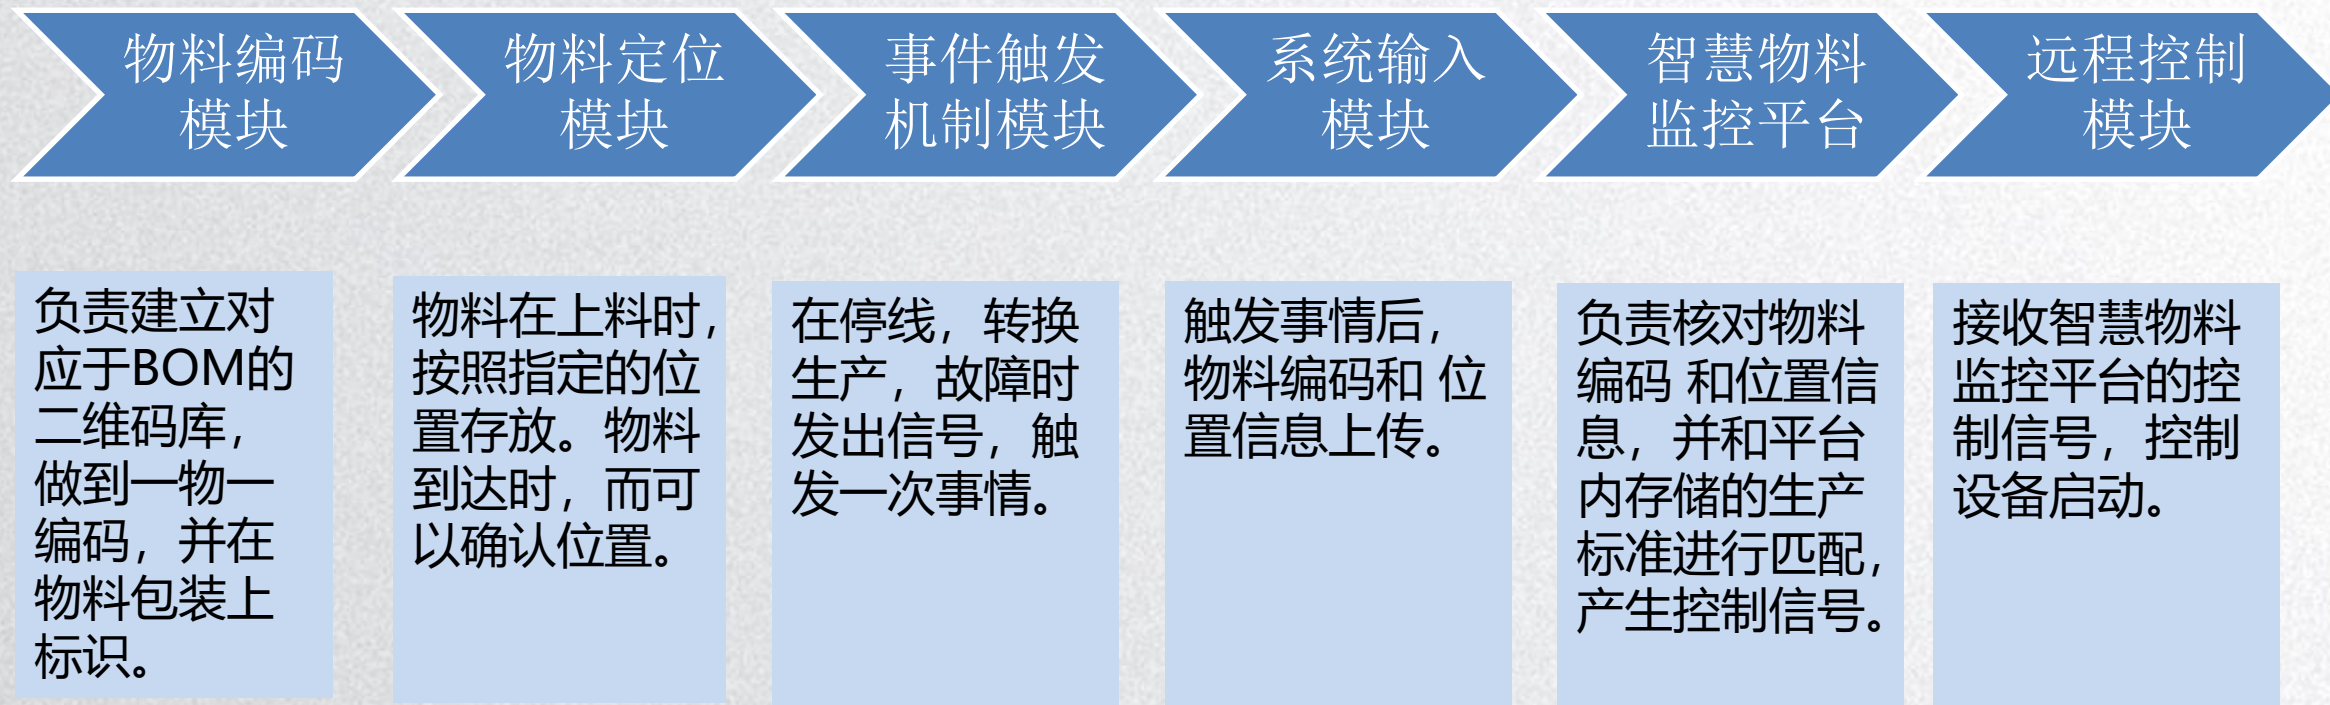 物料编码
模块
物料定位
模块
事件触发
机制模块
系统输入
模块
智慧物料
监控平台
远程控制
模块
负责建立对
应于BOM的
二维码库，
做到一物一
编码，并在
物料包装上
标识。
物料在上料时，
按照指定的位
置存放。物料
到达时，而可
以确认位置。
在停线，转换
生产，故障时
发出信号，触
发一次事情。
触发事情后，
物料编码和 位
置信息上传。
负责核对物料
编码 和位置信
息，并和平台
内存储的生产
标准进行匹配，
产生控制信号。
接收智慧物料
监控平台的控
制信号，控制
设备启动。